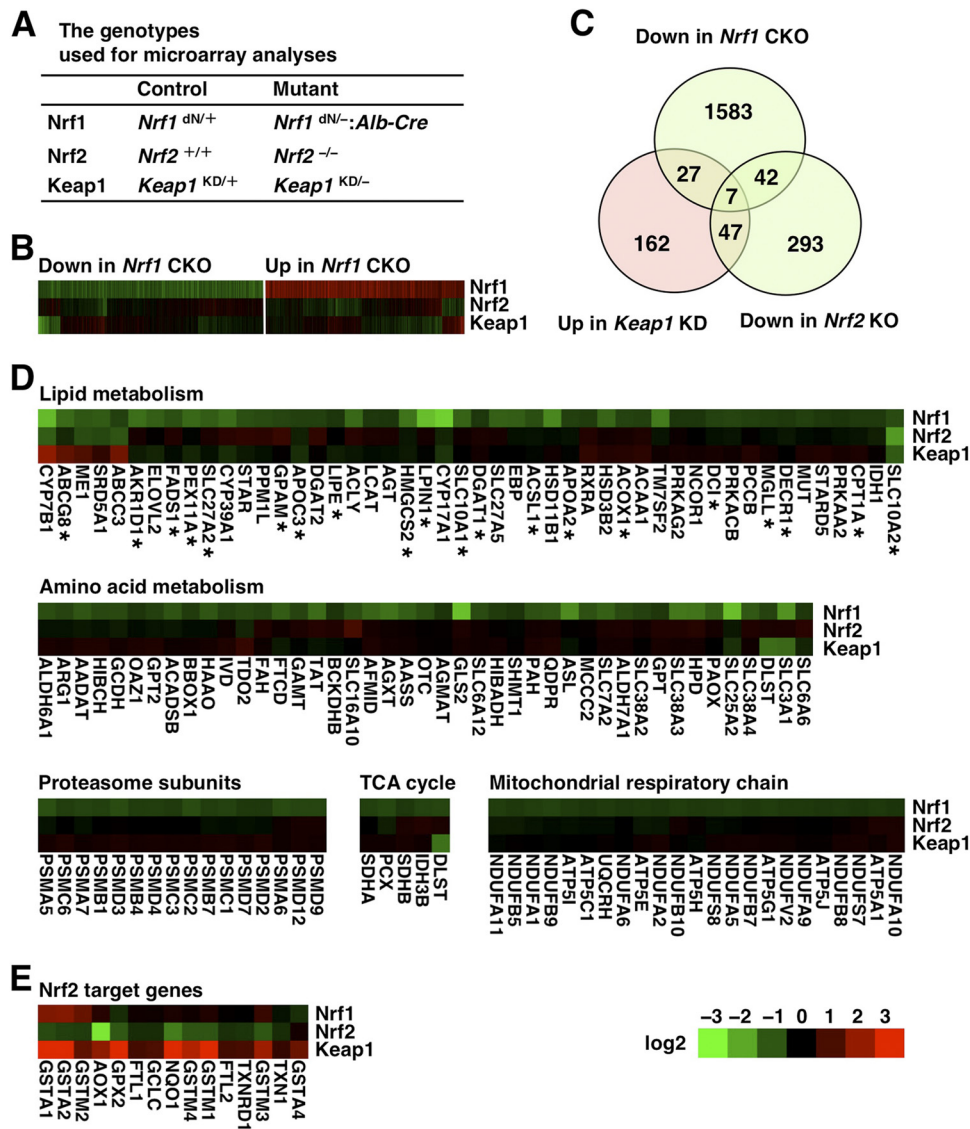 A
The genotypes
used for microarray analyses
Control Mutant
Nrf1 Nrf1 dN/+ Nrf1 dN/–:Alb-Cre
Nrf2 Nrf2 +/+ Nrf2 –/–
Keap1 Keap1 KD/+ Keap1 KD/–
B
Down in Nrf1 CKO Up in Nrf1 CKO
Nrf1
Nrf2
Keap1
C
Down in Nrf1 CKO
1583
27
42
7
162
47
293
Up in Keap1 KD
Down in Nrf2 KO
D
Lipid metabolism
Nrf1
Nrf2
Keap1
CYP7B1
ABCG8*
ME1
SRD5A1
ABCC3
AKR1D1*
ELOVL2
FADS1*
PEX11A*
SLC27A2*
CYP39A1
STAR
PPM1L
GPAM*
APOC3*
DGAT2
LIPE*
ACLY
LCAT
AGT
HMGCS2*
LPIN1*
CYP17A1
SLC10A1*
DGAT1*
SLC27A5
EBP
ACSL1*
HSD11B1
APOA2*
RXRA
HSD3B2
ACOX1*
ACAA1
TM7SF2
PRKAG2
NCOR1
DCI*
PRKACB
PCCB
MGLL*
DECR1*
MUT
STARD5
PRKAA2
CPT1A*
IDH1
SLC10A2*
Amino acid metabolism
Nrf1
Nrf2
Keap1
ALDH6A1
ARG1
AADAT
HIBCH
GCDH
OAZ1
GPT2
ACADSB
BBOX1
HAAO
IVD
TDO2
FAH
FTCD
GAMT
TAT
BCKDHB
SLC16A10
AFMID
AGXT
AASS
OTC
AGMAT
GLS2
SLC6A12
HIBADH
SHMT1
PAH
QDPR
ASL
MCCC2
SLC7A2
ALDH7A1
SLC38A2
GPT
SLC38A3
HPD
PAOX
SLC25A2
SLC38A4
DLST
SLC3A1
SLC6A6
Proteasome subunits
PSMA5
PSMC6
PSMA7
PSMB1
PSMD3
PSMB4
PSMD4
PSMC3
PSMC2
PSMB7
PSMC1
PSMD7
PSMD2
PSMA6
PSMD12
PSMD9
TCA cycle
SDHA
PCX
SDHB
IDH3B
DLST
Mitochondrial respiratory chain
Nrf1
Nrf2
Keap1
NDUFA11
NDUFB5
NDUFA1
NDUFB9
ATP5I
ATP5C1
UQCRH
NDUFA6
ATP5E
NDUFA2
NDUFB10
ATP5H
NDUFS8
NDUFA5
NDUFB7
ATP5G1
NDUFV2
NDUFA9
ATP5J
NDUFB8
NDUFS7
ATP5A1
NDUFA10
E
Nrf2 target genes
Nrf1
Nrf2
Keap1
GSTA1
GSTA2
GSTM2
AOX1
GPX2
FTL1
GCLC
NQO1
GSTM4
GSTM1
FTL2
TXNRD1
GSTM3
TXN1
GSTA4
–3 –2 –1 0 1 2 3
log2